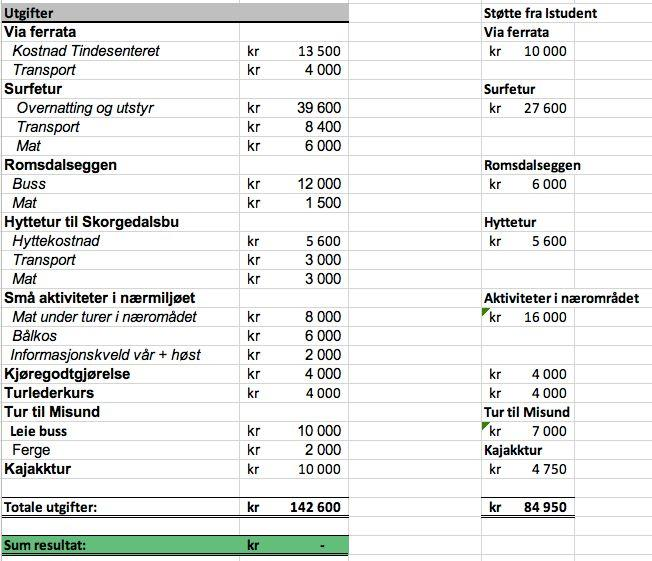 Utgifter Støtte fra Istudent
Via ferrata Via ferrata
Kostnad Tindesenteret kr 13 500 kr 10 000
Transport kr 4 000
Surfetur Surfetur
Overnatting og utstyr kr 39 600 kr 27 600
Transport kr 8 400
Mat kr 6 000
Romsdalseggen Romsdalseggen
Buss kr 12 000 kr 6 000
Mat kr 1 500
Hyttetur til Skorgedalsbu Hyttetur
Hyttekostnad kr 5 600 kr 5 600
Transport kr 3 000
Mat kr 3 000
Små aktiviteter i nærmiljøet Aktiviteter i nærområdet
Mat under turer i næromådet kr 8 000 kr 16 000
Bålkos kr 6 000
Informasjonskveld vår + høst kr 2 000
Kjøregodtgjørelse kr 4 000 kr 4 000
Turlederkurs kr 4 000 kr 4 000
Tur til Misund Tur til Misund
Leie buss kr 10 000 kr 7 000
Ferge kr 2 000 Kajakktur
Kajakktur kr 10 000 kr 4 750
Totale utgifter: kr 142 600 kr 84 950
Sum resultat: kr -